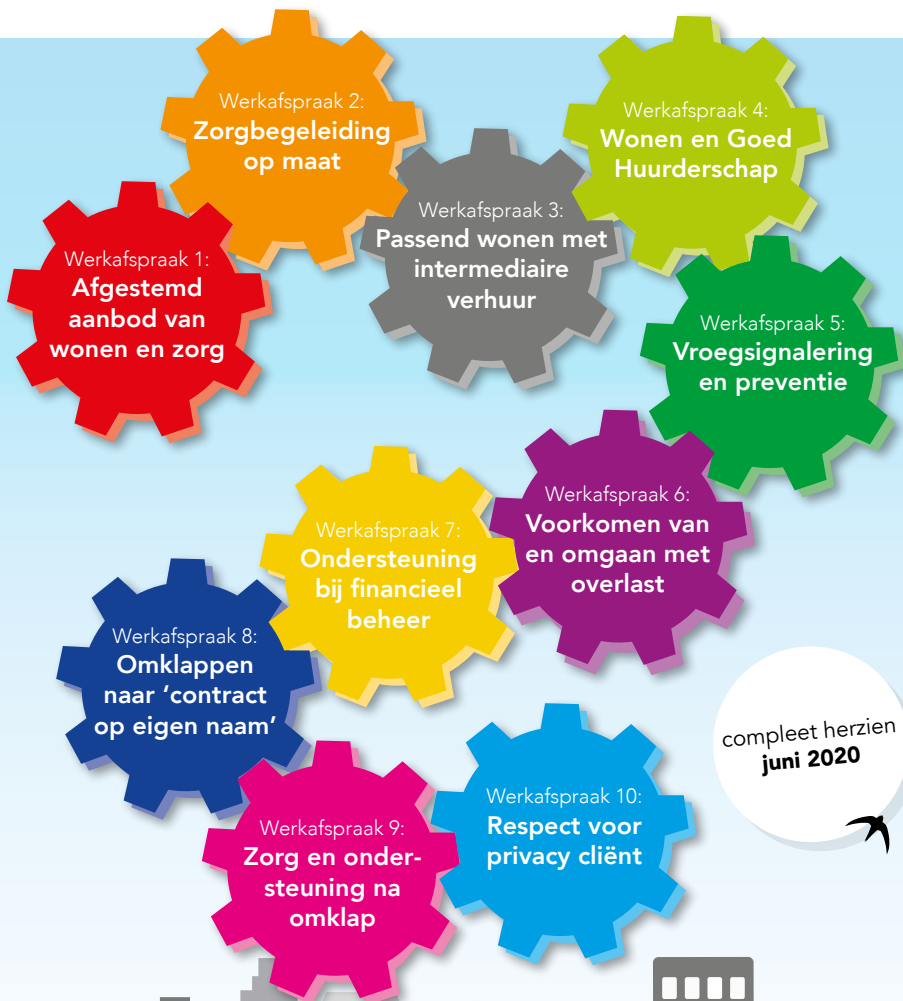 Werkafspraak 1:
Afgestemd
aanbod van
wonen en zorg
Werkafspraak 2:
Zorgbegeleiding
op maat
Werkafspraak 3:
Passend wonen met
intermediaire
verhuur
Werkafspraak 4:
Wonen en Goed
Huurderschap
Werkafspraak 5:
Vroegsignalering
en preventie
Werkafspraak 6:
Voorkomen van
en omgaan met
overlast
Werkafspraak 7:
Ondersteuning
bij financieel
beheer
Werkafspraak 8:
Omklappen
naar ‘contract
op eigen naam’
Werkafspraak 9:
Zorg en onder-
steuning na
omklap
Werkafspraak 10:
Respect voor
privacy cliënt
compleet herzien
juni 2020